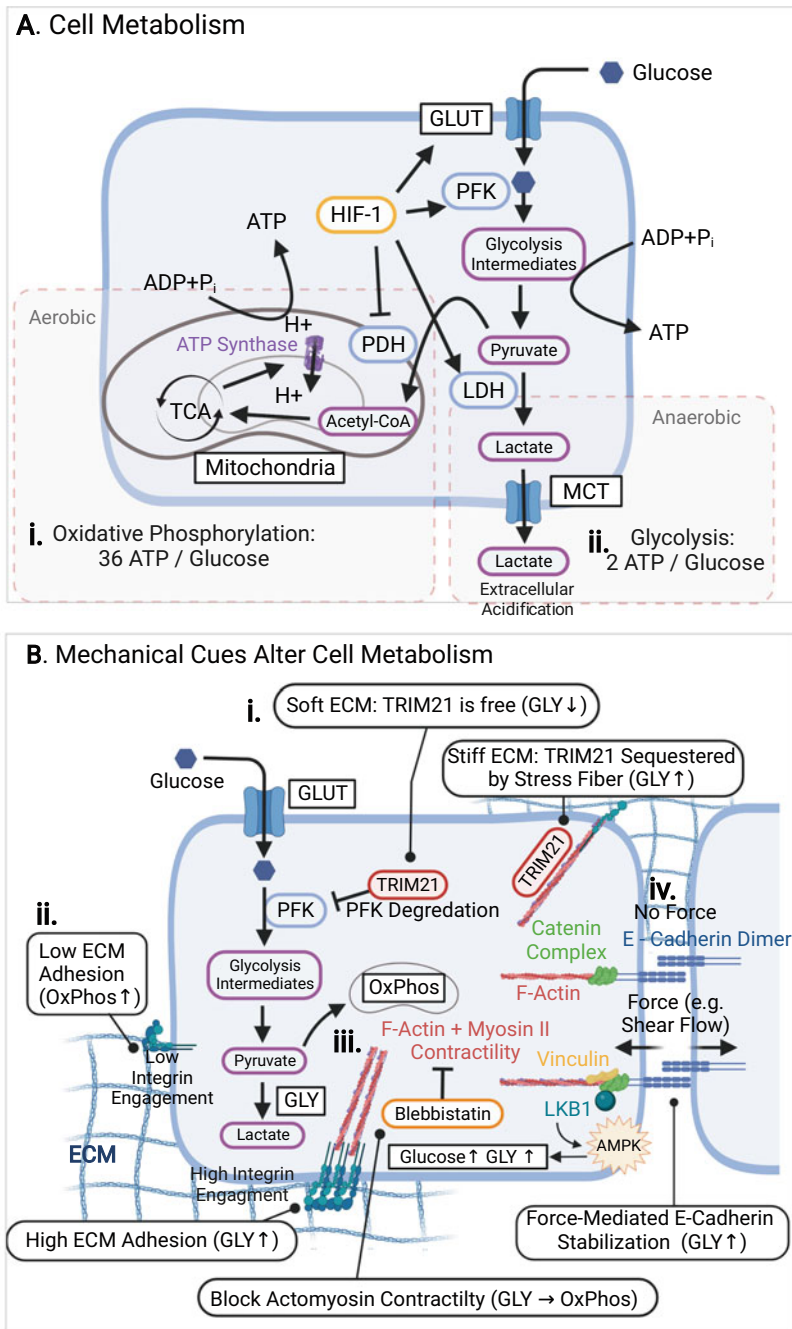 A. Cell Metabolism
Glucose
GLUT
PFK
HIF-1
ATP
Glycolysis
Intermediates
ADP+Pi
ADP+Pi
Aerobic
H+
ATP Synthase
PDH
ATP
Pyruvate
LDH
H+
TCA
Acetyl-CoA
Anaerobic
Lactate
Mitochondria
MCT
i. Oxidative Phosphorylation:
36 ATP / Glucose
ii. Glycolysis:
2 ATP / Glucose
Lactate
Extracellular
Acidification
B. Mechanical Cues Alter Cell Metabolism
i.
Soft ECM: TRIM21 is free (GLY↓)
Stiff ECM: TRIM21 Sequestered
by Stress Fiber (GLY↑)
Glucose
GLUT
TRIM21
TRIM21
PFK
PFK Degredation
ii.
Low ECM
Adhesion
(OxPhos↑)
iv.
No Force
E - Cadherin Dimer
Catenin
Complex
F-Actin
Glycolysis
Intermediates
OxPhos
Force (e.g.
Shear Flow)
iii.
F-Actin + Myosin II
Contractility
Pyruvate
Low
Integrin
Engagement
Vinculin
GLY
Blebbistatin
LKB1
Lactate
AMPK
Glucose↑ GLY ↑
ECM
High Integrin
Engagment
High ECM Adhesion (GLY↑)
Force-Mediated E-Cadherin
Stabilization (GLY↑)
Block Actomyosin Contractilty (GLY → OxPhos)